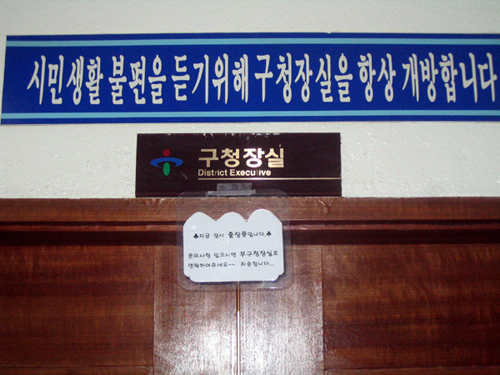 시민생활 불편을 듣기위해 구청장실을 항상 개방합니다
구청장실
District Executive
♣지금 잠시 출장중입니다.♣
문의사항 있으시면 부구청장실로
연락하여주세요~~ 죄송합니다...